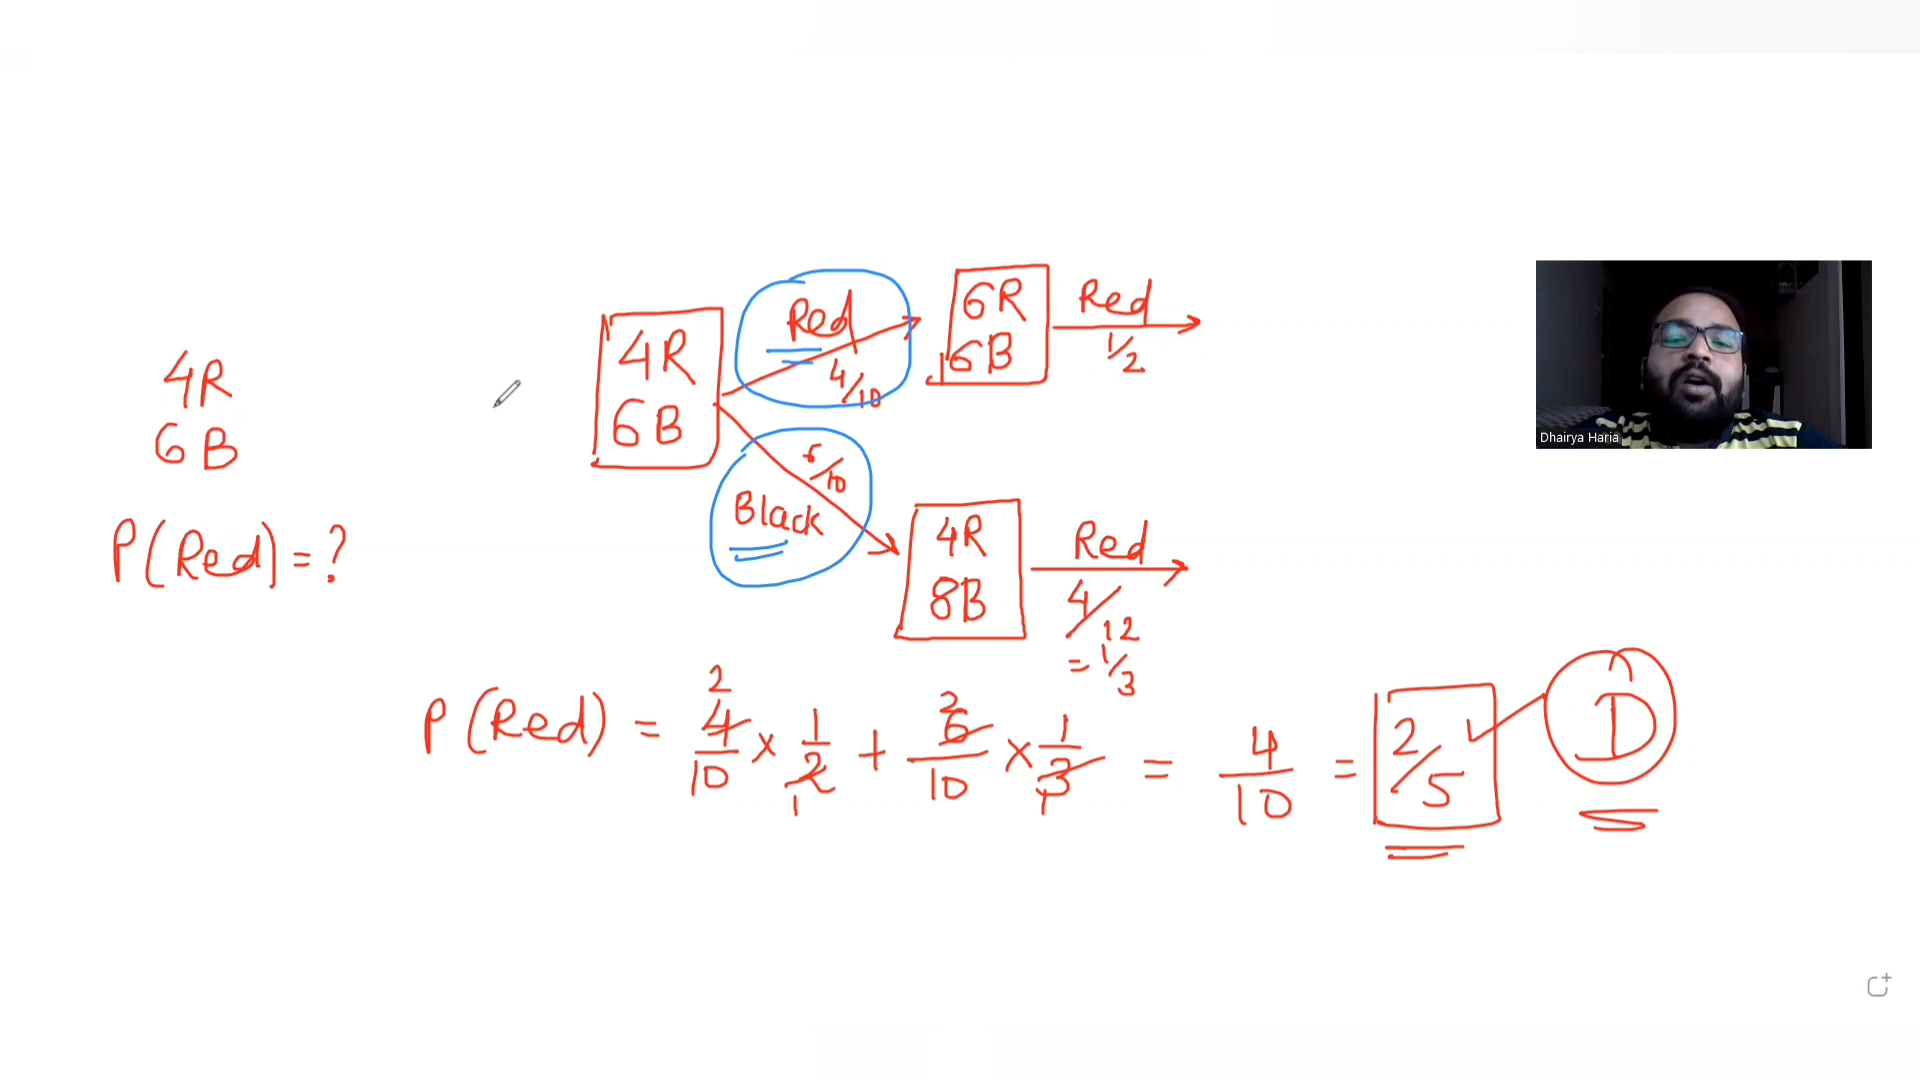 4R
6B
P(Red) = ?
4R
6B
Red
4/10
6R
6B
Red
1/2
6/10
Black
4R
8B
Red
4/12
= 1/3
P(Red) = 4/10 × 1/2 + 6/10 × 1/3 = 4/10 = 2/5
2
1
2
1
D
Dhairya Haria